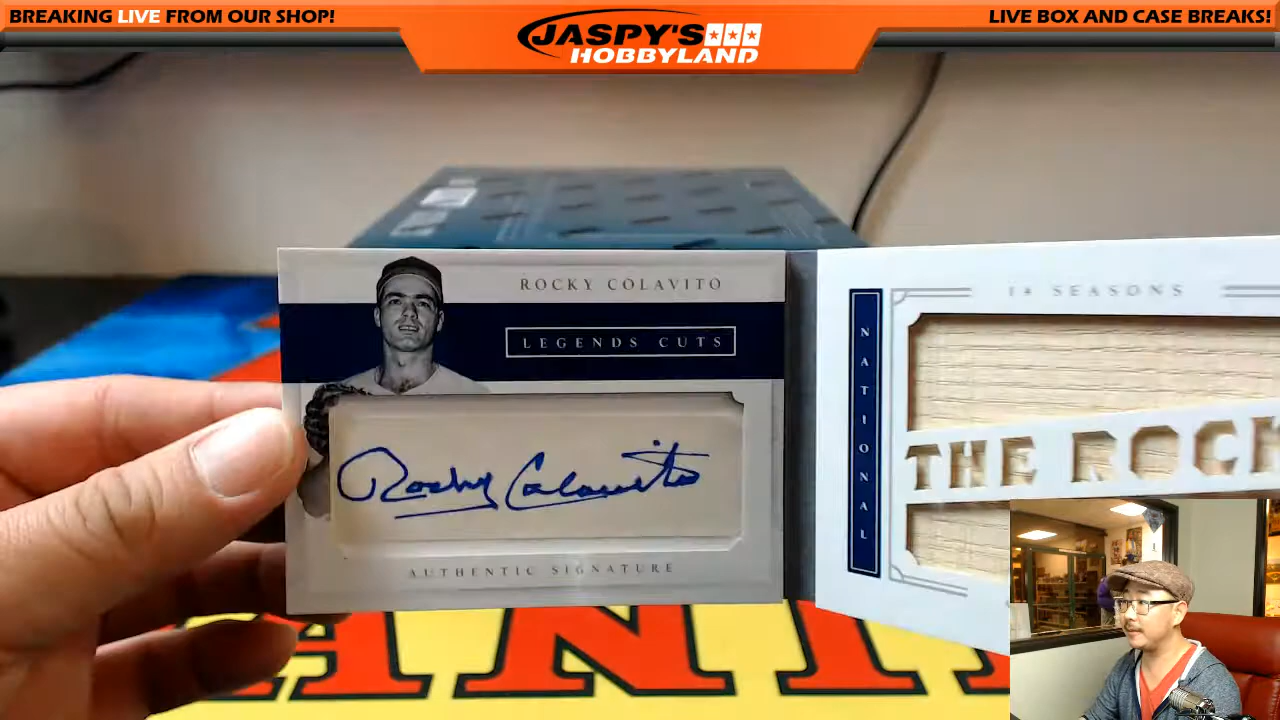 BREAKING LIVE FROM OUR SHOP!
JASPY'S
HOBBYLAND
LIVE BOX AND CASE BREAKS!
ROCKY COLAVITO
LEGENDS CUTS
Rocky Colavito
AUTHENTIC SIGNATURE
14 SEASONS
NATIONAL
THE ROCK
ANI